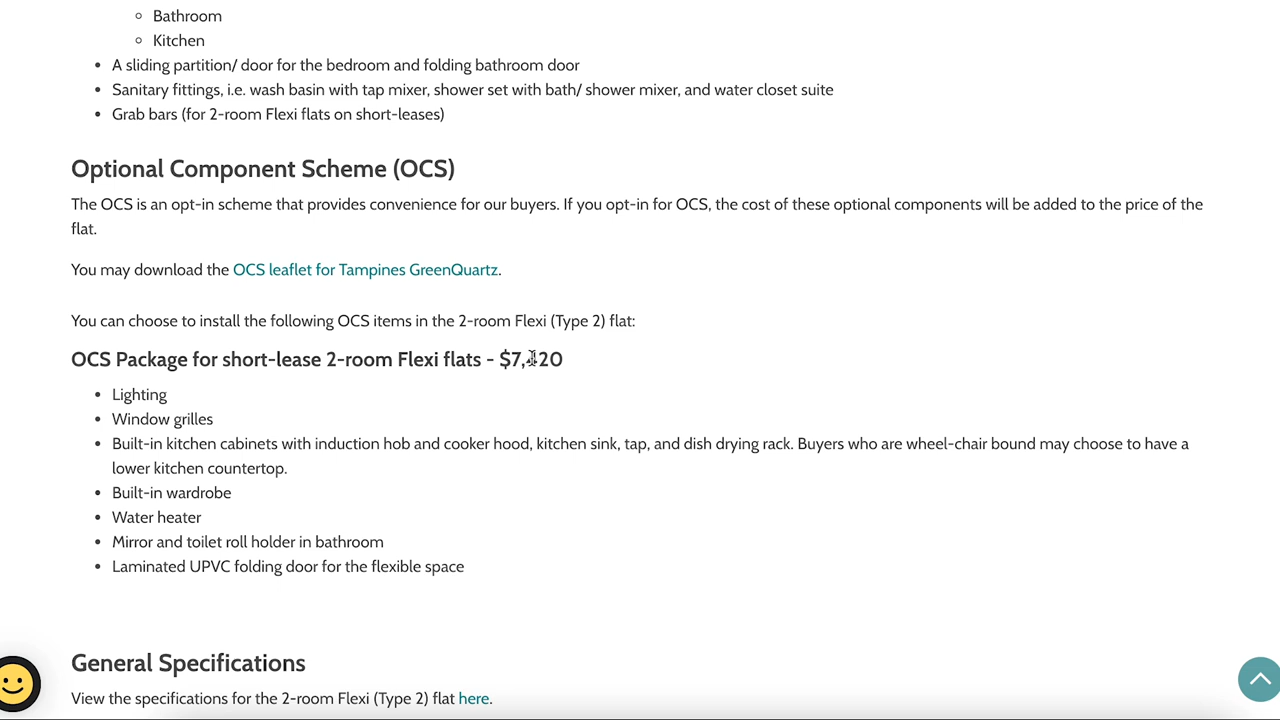 Bathroom
Kitchen
A sliding partition/ door for the bedroom and folding bathroom door
Sanitary fittings, i.e. wash basin with tap mixer, shower set with bath/ shower mixer, and water closet suite
Grab bars (for 2-room Flexi flats on short-leases)
Optional Component Scheme (OCS)
The OCS is an opt-in scheme that provides convenience for our buyers. If you opt-in for OCS, the cost of these optional components will be added to the price of the
flat.
You may download the OCS leaflet for Tampines GreenQuartz.
You can choose to install the following OCS items in the 2-room Flexi (Type 2) flat:
OCS Package for short-lease 2-room Flexi flats -
Lighting
Window grilles
Built-in kitchen cabinets with induction hob and cooker hood, kitchen sink, tap, and dish drying rack. Buyers who are wheel-chair bound may choose to have a
lower kitchen countertop.
Built-in wardrobe
Water heater
Mirror and toilet roll holder in bathroom
Laminated UPVC folding door for the flexible space
General Specifications
View the specifications for the 2-room Flexi (Type 2) flat here.